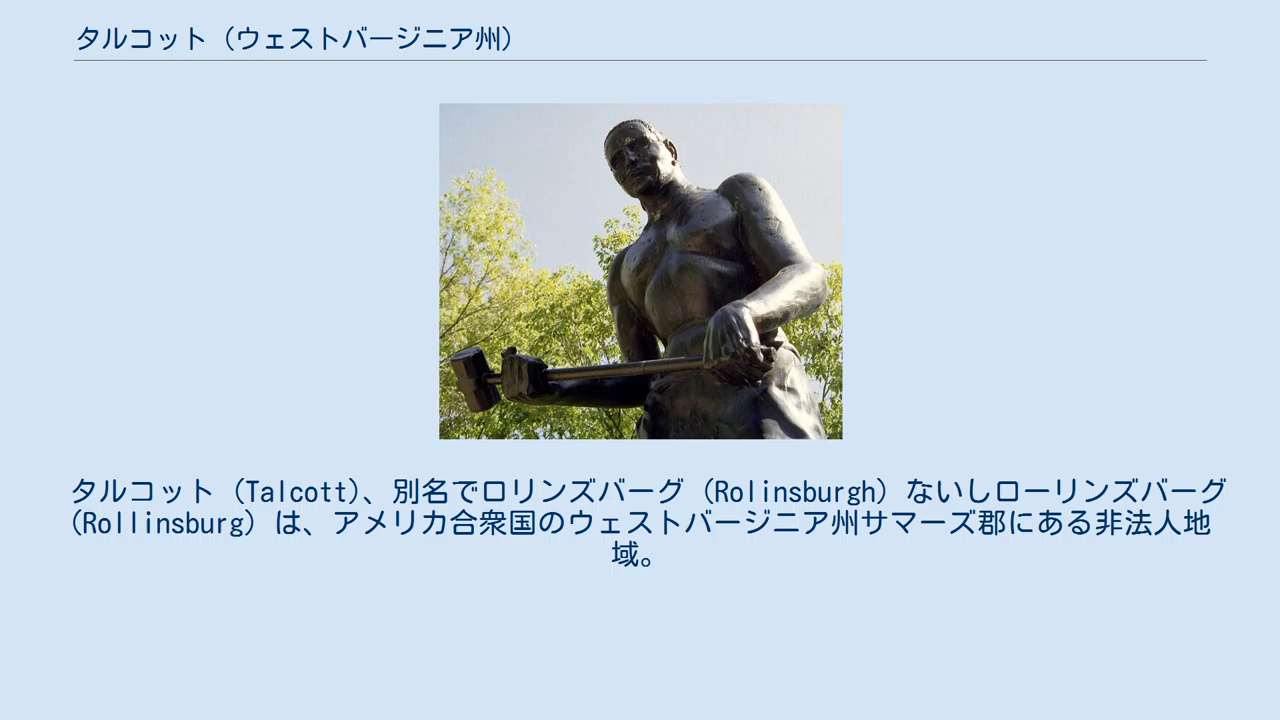 タルコット（ウェストバージニア州）
タルコット（Talcott）、別名でロリンズバーグ（Rolinsburgh）ないしローリンズバーグ
（Rollinsburg）は、アメリカ合衆国のウェストバージニア州サマーズ郡にある非法人地
域。